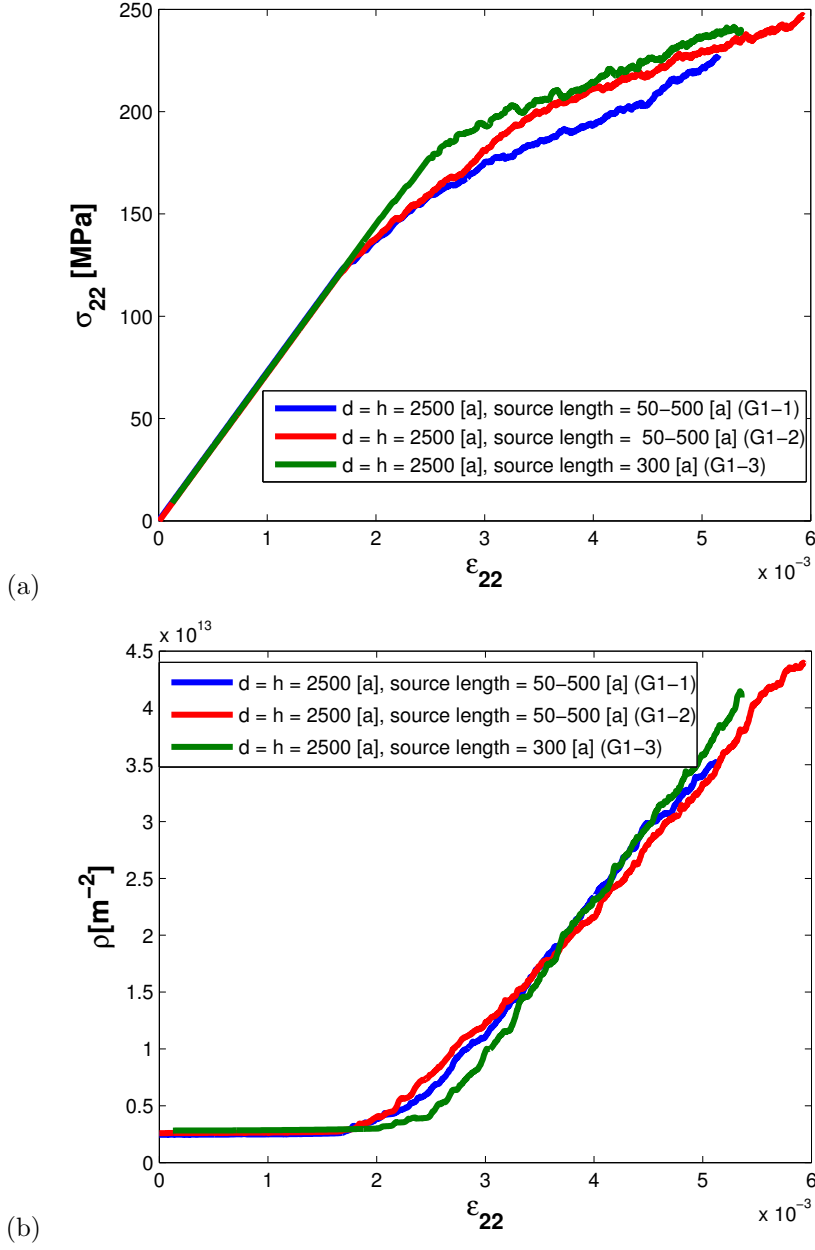 250
200
150
100
50
0
σ22 [MPa]
d = h = 2500 [a], source length = 50−500 [a] (G1−1)
d = h = 2500 [a], source length =  50−500 [a] (G1−2)
d = h = 2500 [a], source length = 300 [a] (G1−3)
0 1 2 3 4 5 6
ε22
x 10−3
(a)
x 10^13
4.5
4
3.5
3
2.5
2
1.5
1
0.5
0
ρ[m−2]
d = h = 2500 [a], source length = 50−500 [a] (G1−1)
d = h = 2500 [a], source length = 50−500 [a] (G1−2)
d = h = 2500 [a], source length = 300 [a] (G1−3)
0 1 2 3 4 5 6
ε22
x 10−3
(b)